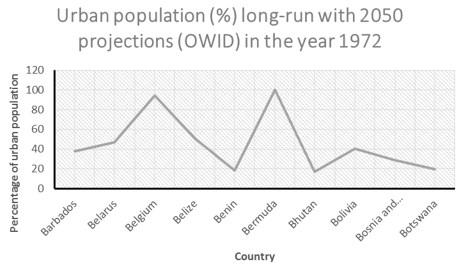 Urban population (%) long-run with 2050
projections (OWID) in the year 1972
Percentage of urban population
120
100
80
60
40
20
0
Barbados
Belarus
Belgium
Belize
Benin
Bermuda
Bhutan
Bolivia
Bosnia and...
Botswana
Country